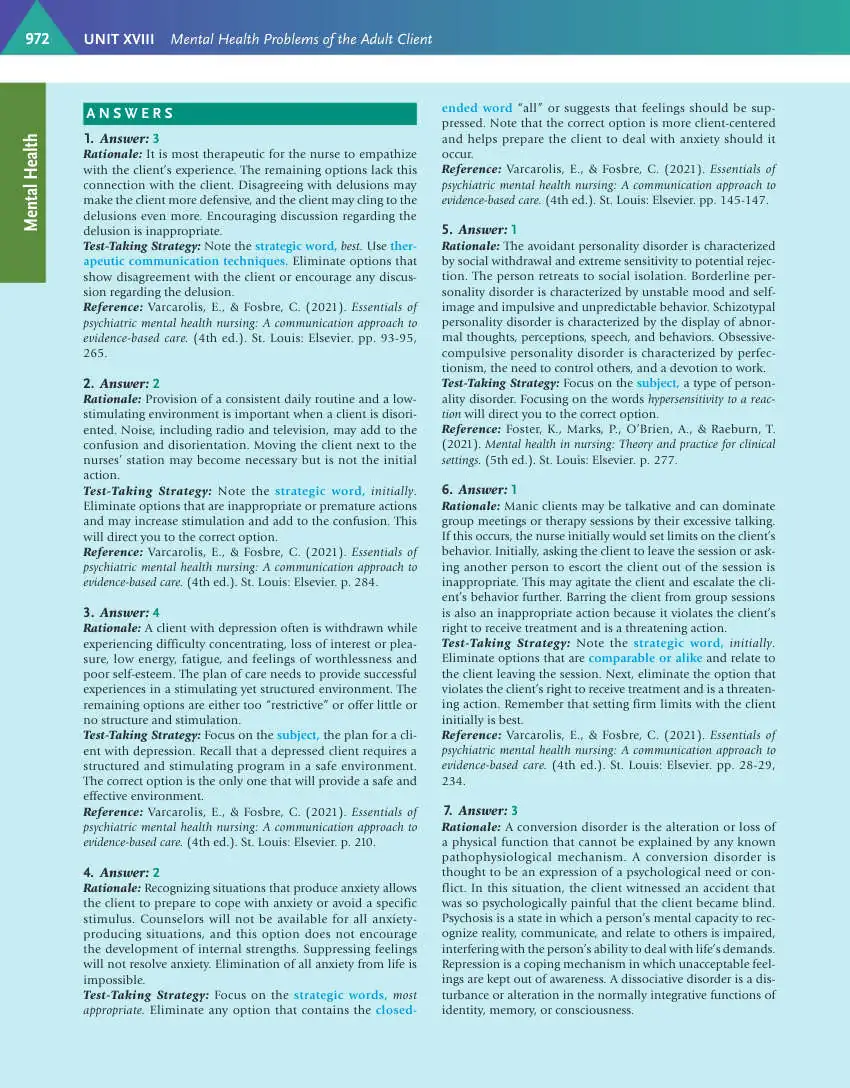 972 UNIT XVIII Mental Health Problems of the Adult Client
Mental Health
ANSWERS
1. Answer: 3
Rationale: It is most therapeutic for the nurse to empathize
with the client’s experience. The remaining options lack this
connection with the client. Disagreeing with delusions may
make the client more defensive, and the client may cling to the
delusions even more. Encouraging discussion regarding the
delusion is inappropriate.
Test-Taking Strategy: Note the strategic word, best. Use ther-
apeutic communication techniques. Eliminate options that
show disagreement with the client or encourage any discus-
sion regarding the delusion.
Reference: Varcarolis, E., & Fosbre, C. (2021). Essentials of
psychiatric mental health nursing: A communication approach to
evidence-based care. (4th ed.). St. Louis: Elsevier. pp. 93-95,
265.
2. Answer: 2
Rationale: Provision of a consistent daily routine and a low-
stimulating environment is important when a client is disori-
ented. Noise, including radio and television, may add to the
confusion and disorientation. Moving the client next to the
nurses’ station may become necessary but is not the initial
action.
Test-Taking Strategy: Note the strategic word, initially.
Eliminate options that are inappropriate or premature actions
and may increase stimulation and add to the confusion. This
will direct you to the correct option.
Reference: Varcarolis, E., & Fosbre, C. (2021). Essentials of
psychiatric mental health nursing: A communication approach to
evidence-based care. (4th ed.). St. Louis: Elsevier. p. 284.
3. Answer: 4
Rationale: A client with depression often is withdrawn while
experiencing difficulty concentrating, loss of interest or plea-
sure, low energy, fatigue, and feelings of worthlessness and
poor self-esteem. The plan of care needs to provide successful
experiences in a stimulating yet structured environment. The
remaining options are either too “restrictive” or offer little or
no structure and stimulation.
Test-Taking Strategy: Focus on the subject, the plan for a cli-
ent with depression. Recall that a depressed client requires a
structured and stimulating program in a safe environment.
The correct option is the only one that will provide a safe and
effective environment.
Reference: Varcarolis, E., & Fosbre, C. (2021). Essentials of
psychiatric mental health nursing: A communication approach to
evidence-based care. (4th ed.). St. Louis: Elsevier. p. 210.
4. Answer: 2
Rationale: Recognizing situations that produce anxiety allows
the client to prepare to cope with anxiety or avoid a specific
stimulus. Counselors will not be available for all anxiety-
producing situations, and this option does not encourage
the development of internal strengths. Suppressing feelings
will not resolve anxiety. Elimination of all anxiety from life is
impossible.
Test-Taking Strategy: Focus on the strategic words, most
appropriate. Eliminate any option that contains the closed-
ended word “all” or suggests that feelings should be sup-
pressed. Note that the correct option is more client-centered
and helps prepare the client to deal with anxiety should it
occur.
Reference: Varcarolis, E., & Fosbre, C. (2021). Essentials of
psychiatric mental health nursing: A communication approach to
evidence-based care. (4th ed.). St. Louis: Elsevier. pp. 145-147.
5. Answer: 1
Rationale: The avoidant personality disorder is characterized
by social withdrawal and extreme sensitivity to potential rejec-
tion. The person retreats to social isolation. Borderline per-
sonality disorder is characterized by unstable mood and self-
image and impulsive and unpredictable behavior. Schizotypal
personality disorder is characterized by the display of abnor-
mal thoughts, perceptions, speech, and behaviors. Obsessive-
compulsive personality disorder is characterized by perfec-
tionism, the need to control others, and a devotion to work.
Test-Taking Strategy: Focus on the subject, a type of person-
ality disorder. Focusing on the words hypersensitivity to a reac-
tion will direct you to the correct option.
Reference: Foster, K., Marks, P., O’Brien, A., & Raeburn, T.
(2021). Mental health in nursing: Theory and practice for clinical
settings. (5th ed.). St. Louis: Elsevier. p. 277.
6. Answer: 1
Rationale: Manic clients may be talkative and can dominate
group meetings or therapy sessions by their excessive talking.
If this occurs, the nurse initially would set limits on the client’s
behavior. Initially, asking the client to leave the session or ask-
ing another person to escort the client out of the session is
inappropriate. This may agitate the client and escalate the cli-
ent’s behavior further. Barring the client from group sessions
is also an inappropriate action because it violates the client’s
right to receive treatment and is a threatening action.
Test-Taking Strategy: Note the strategic word, initially.
Eliminate options that are comparable or alike and relate to
the client leaving the session. Next, eliminate the option that
violates the client’s right to receive treatment and is a threaten-
ing action. Remember that setting firm limits with the client
initially is best.
Reference: Varcarolis, E., & Fosbre, C. (2021). Essentials of
psychiatric mental health nursing: A communication approach to
evidence-based care. (4th ed.). St. Louis: Elsevier. pp. 28-29,
234.
7. Answer: 3
Rationale: A conversion disorder is the alteration or loss of
a physical function that cannot be explained by any known
pathophysiological mechanism. A conversion disorder is
thought to be an expression of a psychological need or con-
flict. In this situation, the client witnessed an accident that
was so psychologically painful that the client became blind.
Psychosis is a state in which a person’s mental capacity to rec-
ognize reality, communicate, and relate to others is impaired,
interfering with the person’s ability to deal with life’s demands.
Repression is a coping mechanism in which unacceptable feel-
ings are kept out of awareness. A dissociative disorder is a dis-
turbance or alteration in the normally integrative functions of
identity, memory, or consciousness.